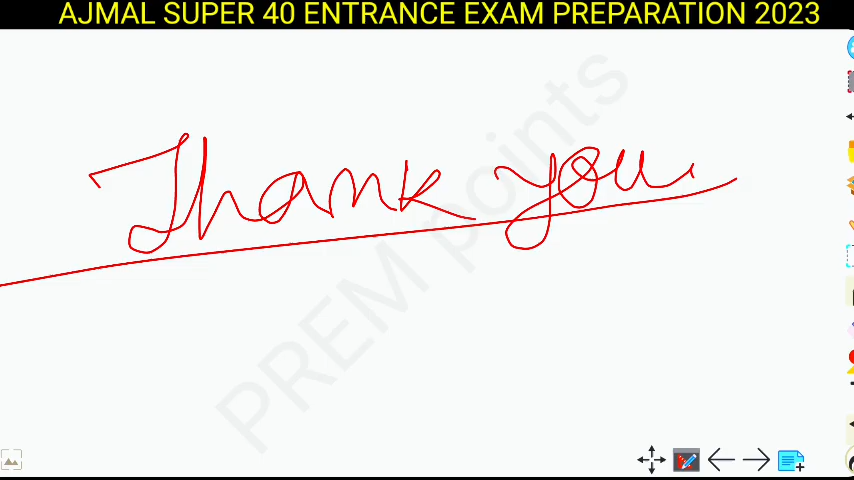 AJMAL SUPER 40 ENTRANCE EXAM PREPARATION 2023
Thank you
PREM points